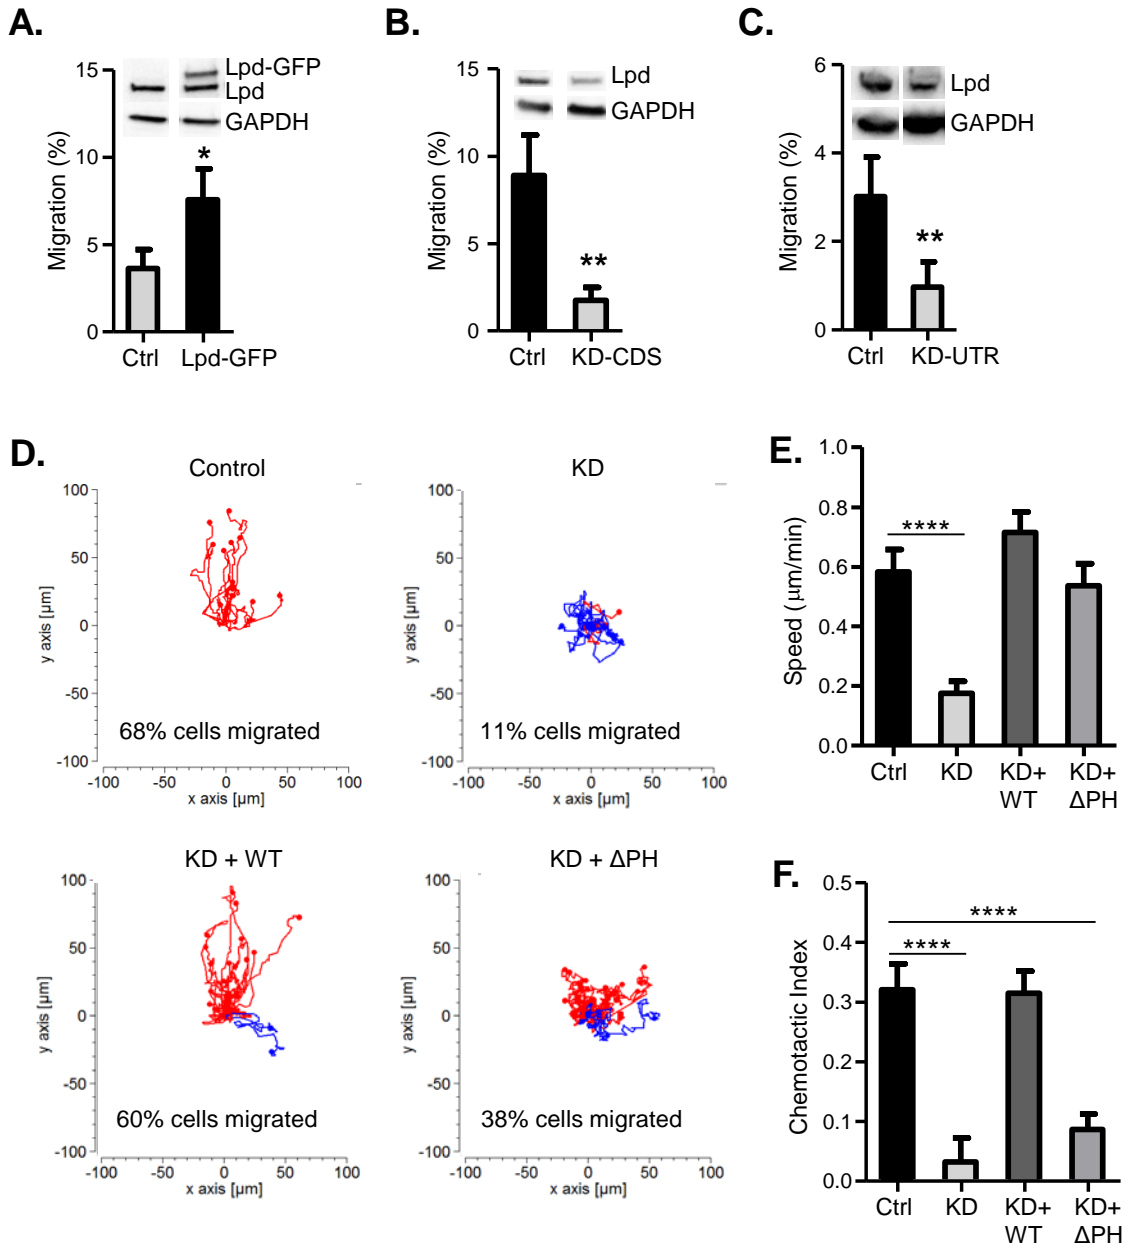 A.
15
10
5
0
Migration (%)
Lpd-GFP
Lpd
GAPDH
*
Ctrl Lpd-GFP
B.
15
10
5
0
Migration (%)
Lpd
GAPDH
**
Ctrl KD-CDS
C.
6
4
2
0
Migration (%)
Lpd
GAPDH
**
Ctrl KD-UTR
D.
Control
100
50
0
-50
-100
y axis [µm]
68% cells migrated
-100 -50 0 50 100
x axis [µm]
KD
100
50
0
-50
-100
y axis [µm]
11% cells migrated
-100 -50 0 50 100
x axis [µm]
KD + WT
100
50
0
-50
-100
y axis [µm]
60% cells migrated
-100 -50 0 50 100
x axis [µm]
KD + ΔPH
100
50
0
-50
-100
y axis [µm]
38% cells migrated
-100 -50 0 50 100
x axis [µm]
E.
1.0
0.8
0.6
0.4
0.2
0.0
Speed (µm/min)
****
Ctrl KD KD+ KD+
WT ΔPH
F.
0.5
0.4
0.3
0.2
0.1
0.0
Chemotactic Index
****
****
Ctrl KD KD+ KD+
WT ΔPH